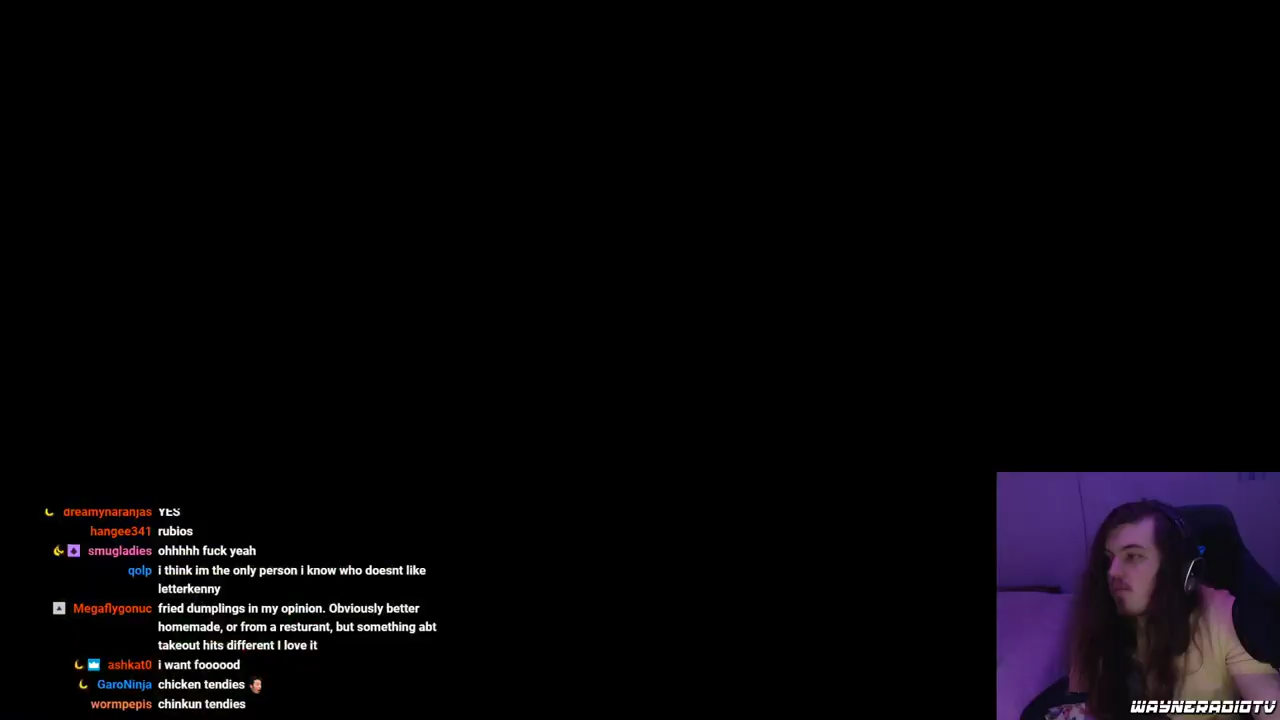 dreamynaranjas YES
hangee341 rubios
smugladies ohhhhh fuck yeah
qolp i think im the only person i know who doesnt like
letterkenny
Megaflygonuc fried dumplings in my opinion. Obviously better
homemade, or from a resturant, but something abt
takeout hits different I love it
ashkat0 i want foooood
GaroNinja chicken tendies
wormpepis chinkun tendies
WAYNERADIOTV